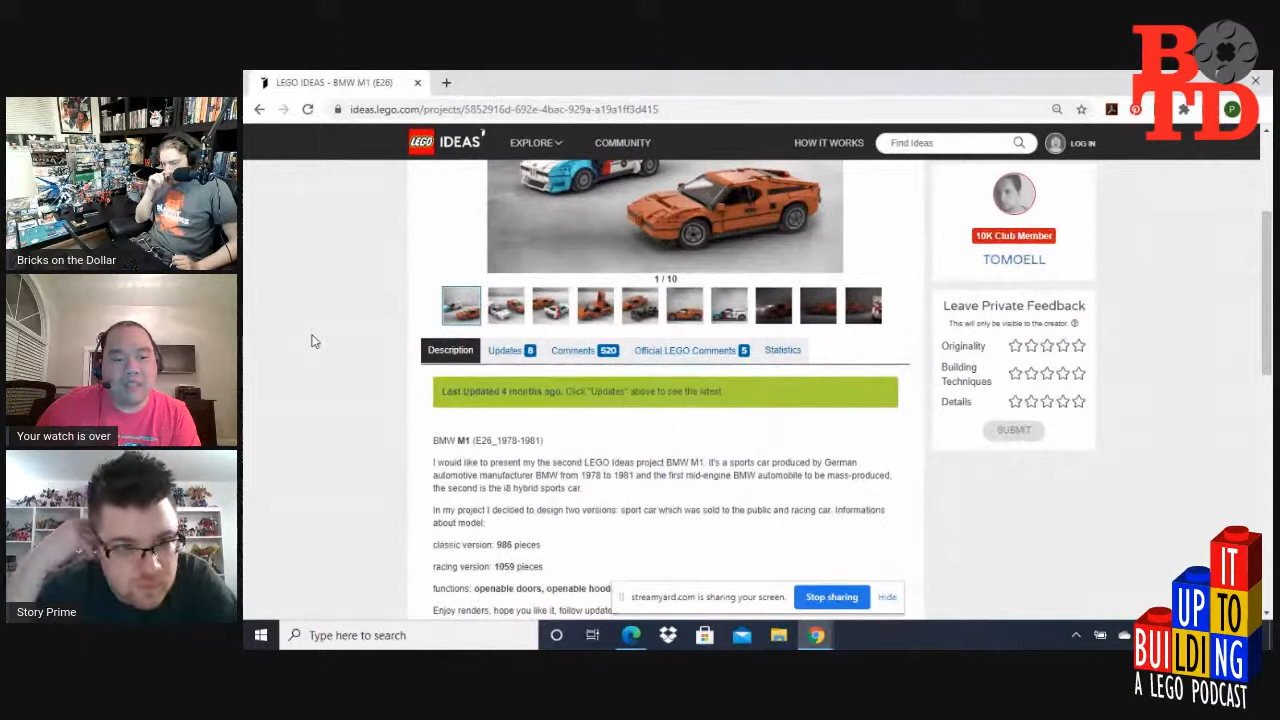 B TD
LEGO IDEAS - BMW M1 (E26)
ideas.lego.com/projects/5852916d-692e-4bac-929a-a19a1ff3d415
P
LEGO IDEAS
EXPLORE
COMMUNITY
HOW IT WORKS
Find Ideas
LOG IN
10K Club Member
TOMOELL
1 / 10
Leave Private Feedback
This will only be visible to the creator.
Originality
Building
Techniques
Details
SUBMIT
Description
Updates 8
Comments 520
Official LEGO Comments 5
Statistics
Last Updated 4 months ago. Click "Updates" above to see the latest.
BMW M1 (E26_1978-1981)
I would like to present my the second LEGO Ideas project BMW M1. It's a sports car produced by German
automotive manufacturer BMW from 1978 to 1981 and the first mid-engine BMW automobile to be mass-produced,
the second is the i8 hybrid sports car.
In my project I decided to design two versions: sport car which was sold to the public and racing car. Informations
about model:
classic version: 986 pieces
racing version: 1059 pieces
functions: openable doors, openable hood
Enjoy renders, hope you like it, follow update
streamyard.com is sharing your screen.
Stop sharing
Hide
Type here to search
Bricks on the Dollar
Your watch is over
Story Prime
IT
UP TO
BUILDING
A LEGO PODCAST